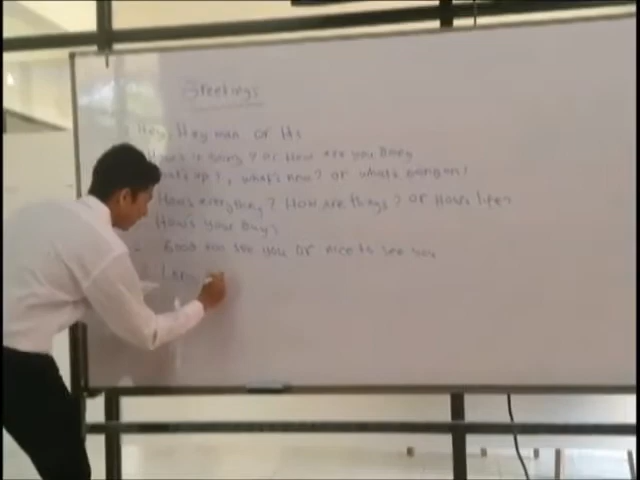 Greetings
Hey, Hey man or Hi
How's it going? or How are you Doing
what's up?, what's new? or what's going on?
How's everything? How are things? or How's life?
How's your Day?
Good to see you or nice to see you
Long